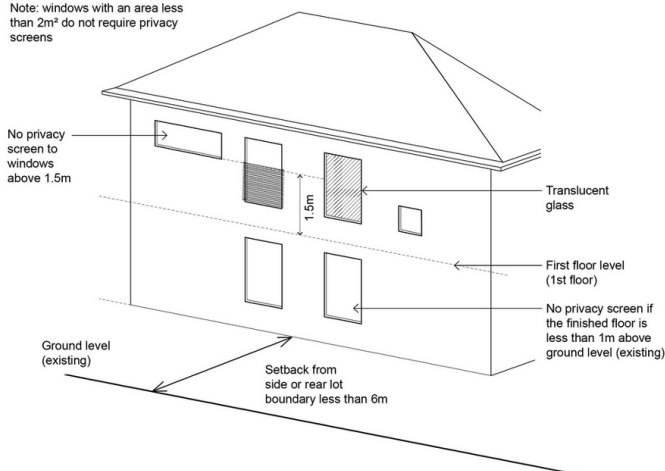 Note: windows with an area less
than 2m² do not require privacy
screens
No privacy
screen to
windows
above 1.5m
1.5m
Translucent
glass
First floor level
(1st floor)
No privacy screen if
the finished floor is
less than 1m above
ground level (existing)
Ground level
(existing)
Setback from
side or rear lot
boundary less than 6m